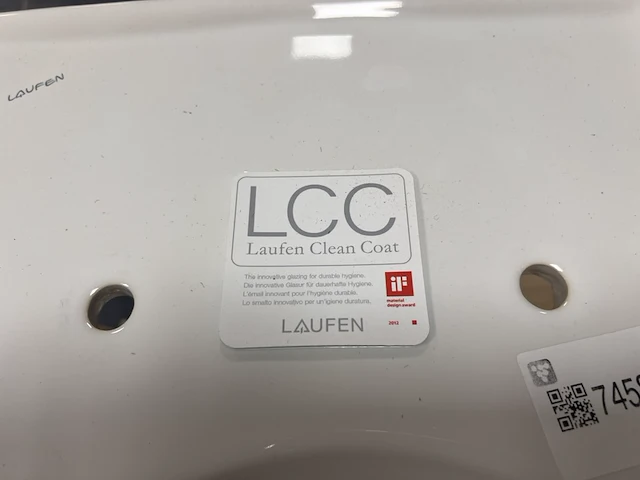 LAUFEN
LCC
Laufen Clean Coat
The innovative glazing for durable hygiene.
Die innovative Glasur für dauerhafte Hygiene.
L'émail innovant pour l'hygiène durable.
Lo smalto innovativo per un'igiene duratura.
iF
material
design award
2012
LAUFEN